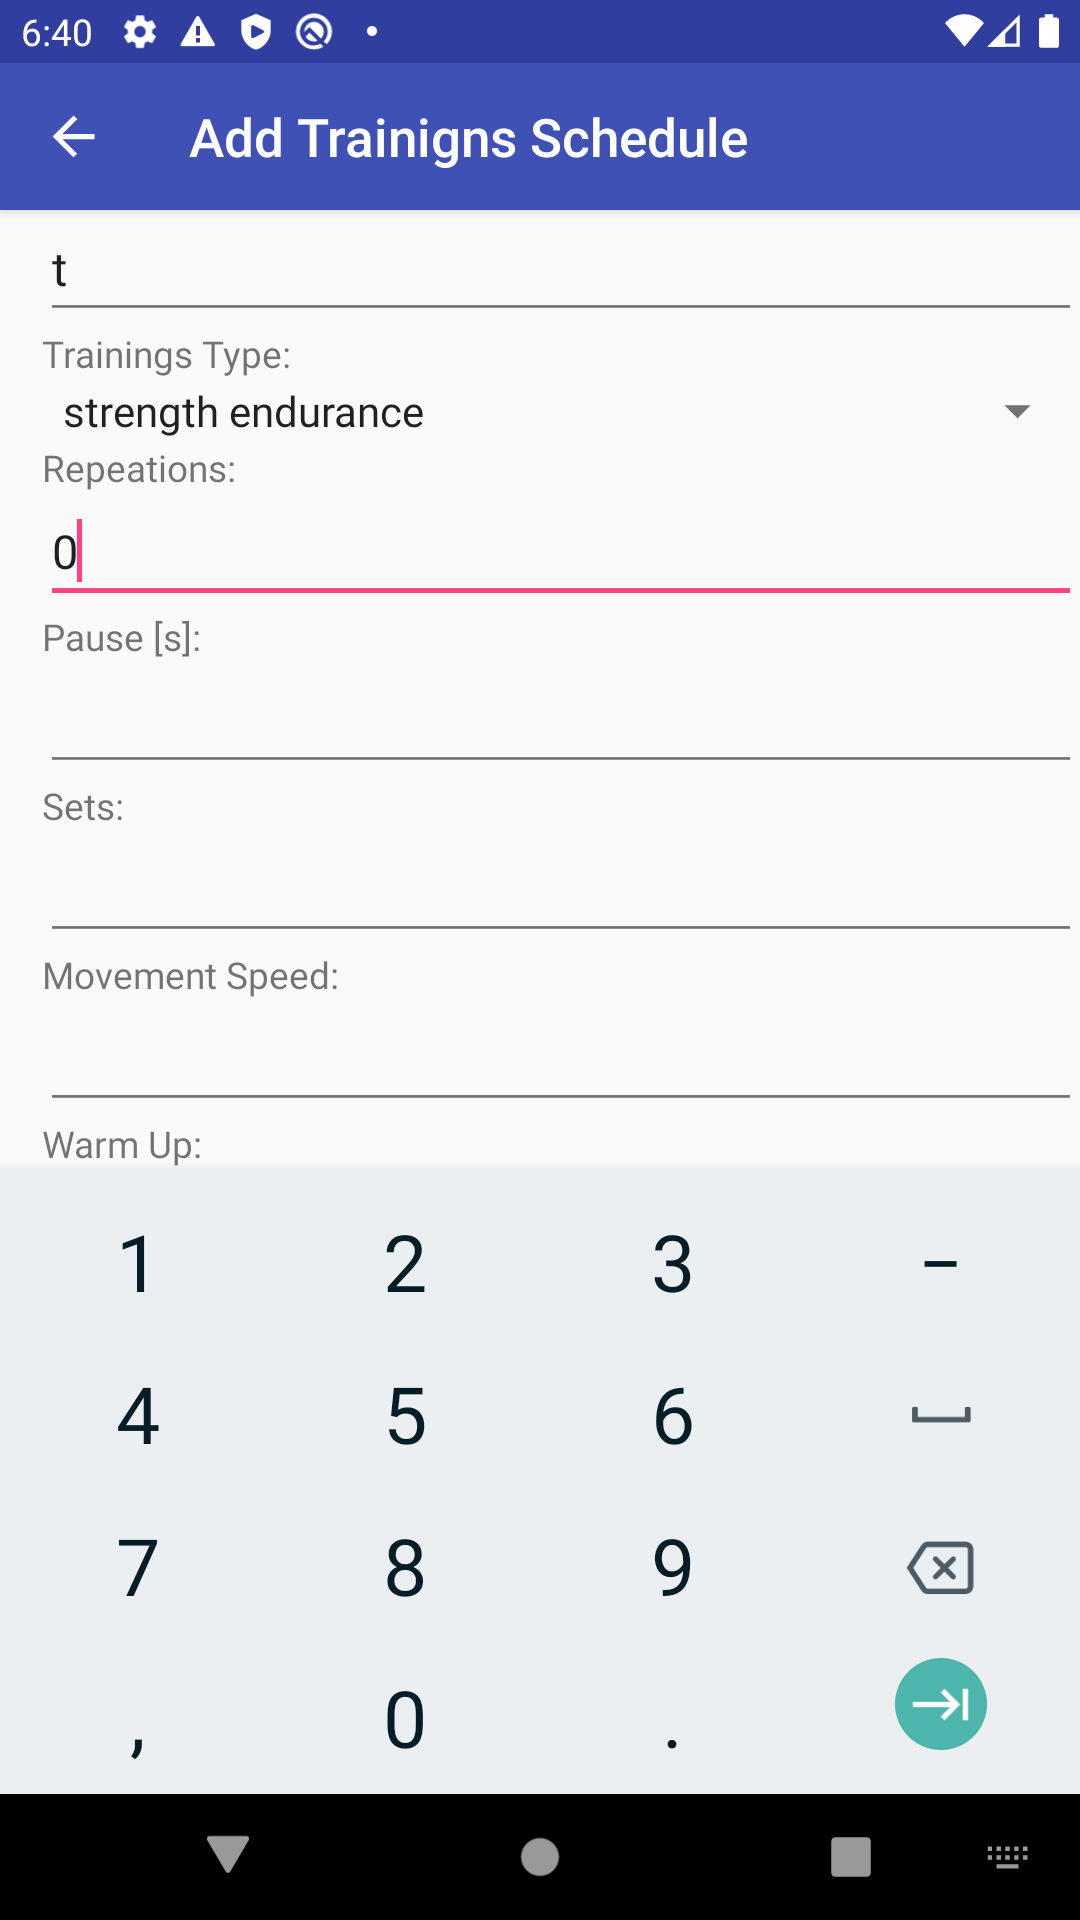 6:40
Add Trainigns Schedule
t
Trainings Type:
strength endurance
Repeations:
0
Pause [s]:
Sets:
Movement Speed:
Warm Up:
1 2 3 –
4 5 6
7 8 9
, 0 .